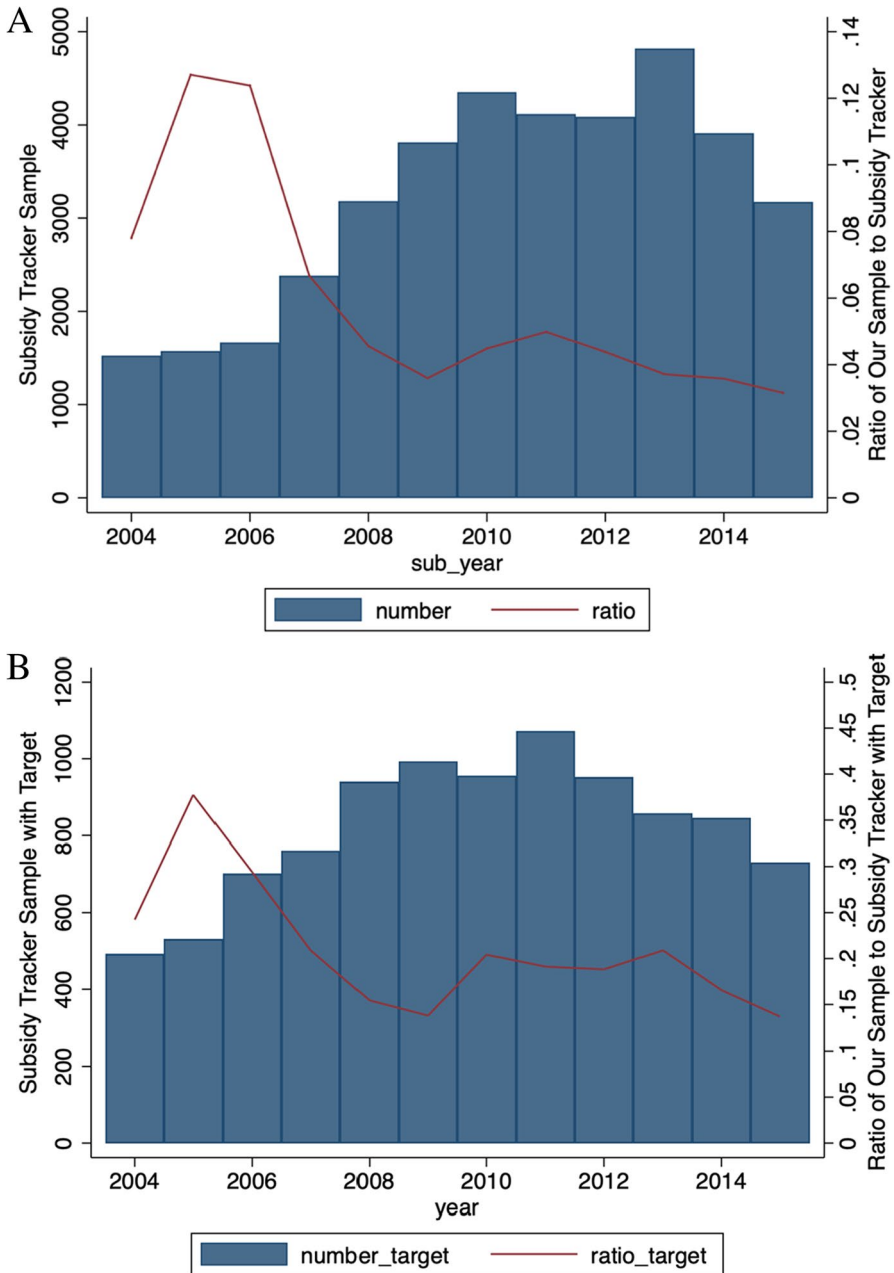 A
Subsidy Tracker Sample
0 1000 2000 3000 4000 5000
Ratio of Our Sample to Subsidy Tracker
0 .02 .04 .06 .08 .1 .12 .14
2004 2006 2008 2010 2012 2014
sub_year
number ratio
B
Subsidy Tracker Sample with Target
0 200 400 600 800 1000 1200
Ratio of Our Sample to Subsidy Tracker with Target
0 .05 .1 .15 .2 .25 .3 .35 .4 .45 .5
2004 2006 2008 2010 2012 2014
year
number_target ratio_target